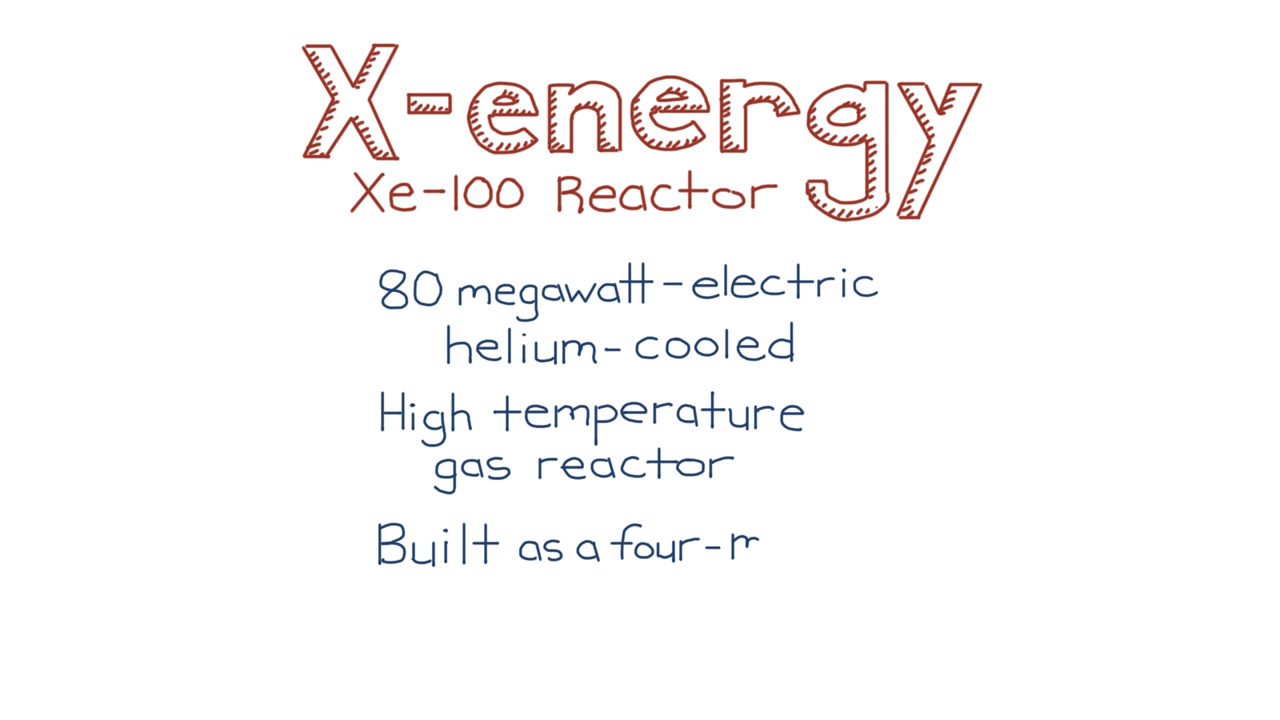 X-energy
Xe-100 Reactor
80 megawatt-electric
helium-cooled
High temperature
gas reactor
Built as a four-m